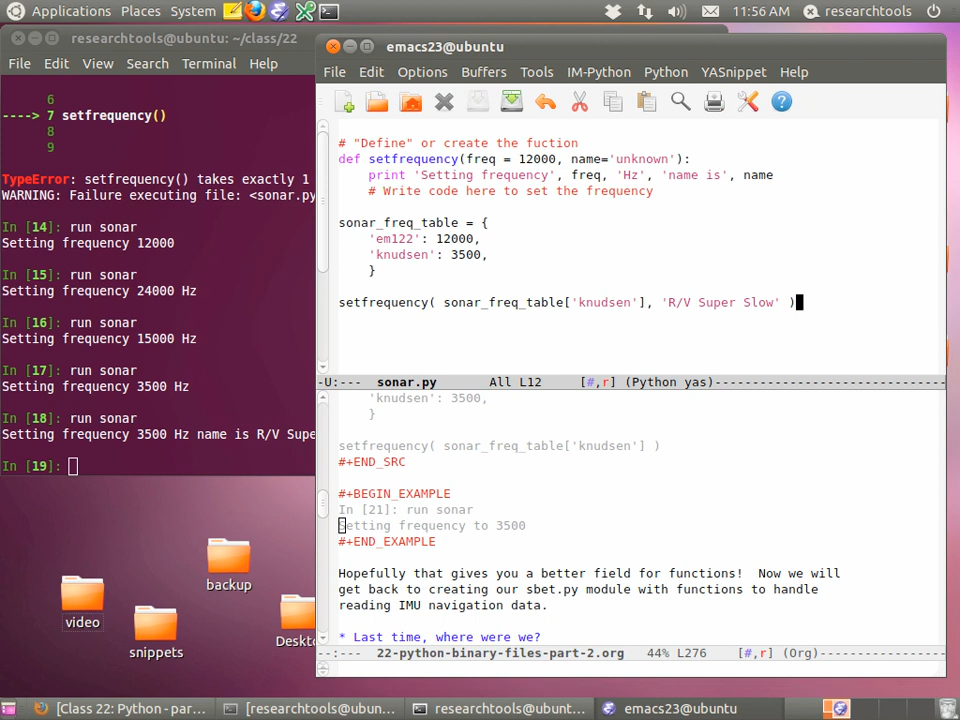 Applications Places System 11:56 AM researchtools
researchtools@ubuntu: ~/class/22
File Edit View Search Terminal Help
6
----> 7 setfrequency()
8
9
TypeError: setfrequency() takes exactly 1
WARNING: Failure executing file: <sonar.py
In [14]: run sonar
Setting frequency 12000
In [15]: run sonar
Setting frequency 24000 Hz
In [16]: run sonar
Setting frequency 15000 Hz
In [17]: run sonar
Setting frequency 3500 Hz
In [18]: run sonar
Setting frequency 3500 Hz name is R/V Supe
In [19]:
emacs23@ubuntu
File Edit Options Buffers Tools IM-Python Python YASnippet Help
# "Define" or create the fuction
def setfrequency(freq = 12000, name='unknown'):
print 'Setting frequency', freq, 'Hz', 'name is', name
# Write code here to set the frequency
sonar_freq_table = {
'em122': 12000,
'knudsen': 3500,
}
setfrequency( sonar_freq_table['knudsen'], 'R/V Super Slow' )
-U:--- sonar.py All L12 [#,r] (Python yas)--------------------------------
'knudsen': 3500,
}
setfrequency( sonar_freq_table['knudsen'] )
#+END_SRC
#+BEGIN_EXAMPLE
In [21]: run sonar
Setting frequency to 3500
#+END_EXAMPLE
Hopefully that gives you a better field for functions! Now we will
get back to creating our sbet.py module with functions to handle
reading IMU navigation data.
* Last time, where were we?
--:--- 22-python-binary-files-part-2.org 44% L276 [#,r] (Org)-----------------
backup
video
snippets
Deskto
[Class 22: Python - par... [researchtools@ubun... researchtools@ubunt... emacs23@ubuntu